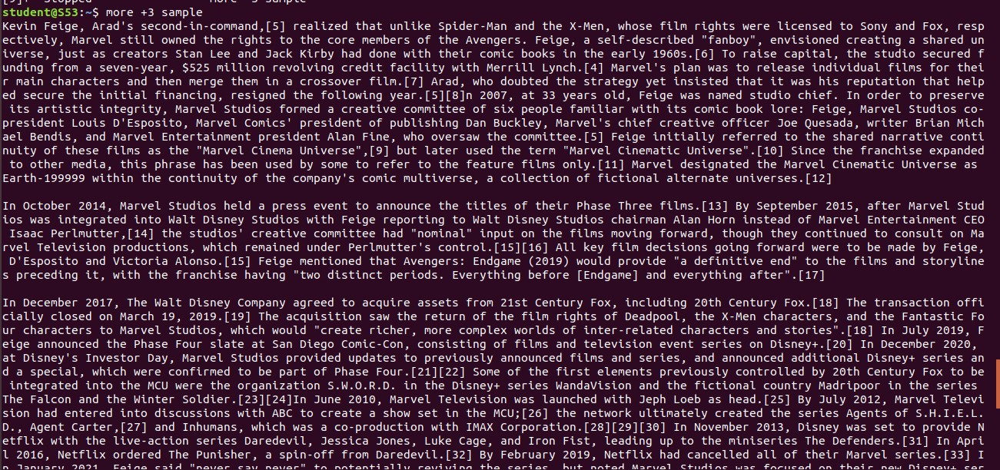 student@S53:~$ more +3 sample
Kevin Feige, Arad's second-in-command,[5] realized that unlike Spider-Man and the X-Men, whose film rights were licensed to Sony and Fox, resp
ectively, Marvel still owned the rights to the core members of the Avengers. Feige, a self-described "fanboy", envisioned creating a shared un
iverse, just as creators Stan Lee and Jack Kirby had done with their comic books in the early 1960s.[6] To raise capital, the studio secured f
unding from a seven-year, $525 million revolving credit facility with Merrill Lynch.[4] Marvel's plan was to release individual films for thei
r main characters and then merge them in a crossover film.[7] Arad, who doubted the strategy yet insisted that it was his reputation that help
ed secure the initial financing, resigned the following year.[5][8]n 2007, at 33 years old, Feige was named studio chief. In order to preserve
 its artistic integrity, Marvel Studios formed a creative committee of six people familiar with its comic book lore: Feige, Marvel Studios co-
president Louis D'Esposito, Marvel Comics' president of publishing Dan Buckley, Marvel's chief creative officer Joe Quesada, writer Brian Mich
ael Bendis, and Marvel Entertainment president Alan Fine, who oversaw the committee.[5] Feige initially referred to the shared narrative conti
nuity of these films as the "Marvel Cinema Universe",[9] but later used the term "Marvel Cinematic Universe".[10] Since the franchise expanded
 to other media, this phrase has been used by some to refer to the feature films only.[11] Marvel designated the Marvel Cinematic Universe as
Earth-199999 within the continuity of the company's comic multiverse, a collection of fictional alternate universes.[12]

In October 2014, Marvel Studios held a press event to announce the titles of their Phase Three films.[13] By September 2015, after Marvel Stud
ios was integrated into Walt Disney Studios with Feige reporting to Walt Disney Studios chairman Alan Horn instead of Marvel Entertainment CEO
 Isaac Perlmutter,[14] the studios' creative committee had "nominal" input on the films moving forward, though they continued to consult on Ma
rvel Television productions, which remained under Perlmutter's control.[15][16] All key film decisions going forward were to be made by Feige,
 D'Esposito and Victoria Alonso.[15] Feige mentioned that Avengers: Endgame (2019) would provide "a definitive end" to the films and storyline
s preceding it, with the franchise having "two distinct periods. Everything before [Endgame] and everything after".[17]

In December 2017, The Walt Disney Company agreed to acquire assets from 21st Century Fox, including 20th Century Fox.[18] The transaction offi
cially closed on March 19, 2019.[19] The acquisition saw the return of the film rights of Deadpool, the X-Men characters, and the Fantastic Fo
ur characters to Marvel Studios, which would "create richer, more complex worlds of inter-related characters and stories".[18] In July 2019, F
eige announced the Phase Four slate at San Diego Comic-Con, consisting of films and television event series on Disney+.[20] In December 2020,
at Disney's Investor Day, Marvel Studios provided updates to previously announced films and series, and announced additional Disney+ series an
d a special, which were confirmed to be part of Phase Four.[21][22] Some of the first elements previously controlled by 20th Century Fox to be
 integrated into the MCU were the organization S.W.O.R.D. in the Disney+ series WandaVision and the fictional country Madripoor in the series
The Falcon and the Winter Soldier.[23][24]In June 2010, Marvel Television was launched with Jeph Loeb as head.[25] By July 2012, Marvel Televi
sion had entered into discussions with ABC to create a show set in the MCU;[26] the network ultimately created the series Agents of S.H.I.E.L.
D., Agent Carter,[27] and Inhumans, which was a co-production with IMAX Corporation.[28][29][30] In November 2013, Disney was set to provide N
etflix with the live-action series Daredevil, Jessica Jones, Luke Cage, and Iron Fist, leading up to the miniseries The Defenders.[31] In Apri
l 2016, Netflix ordered The Punisher, a spin-off from Daredevil.[32] By February 2019, Netflix had cancelled all of their Marvel series.[33] I
n January 2021, Feige said "never say never" to potentially reviving the series, but noted Marvel Studios was focused on their new Disney+ ser